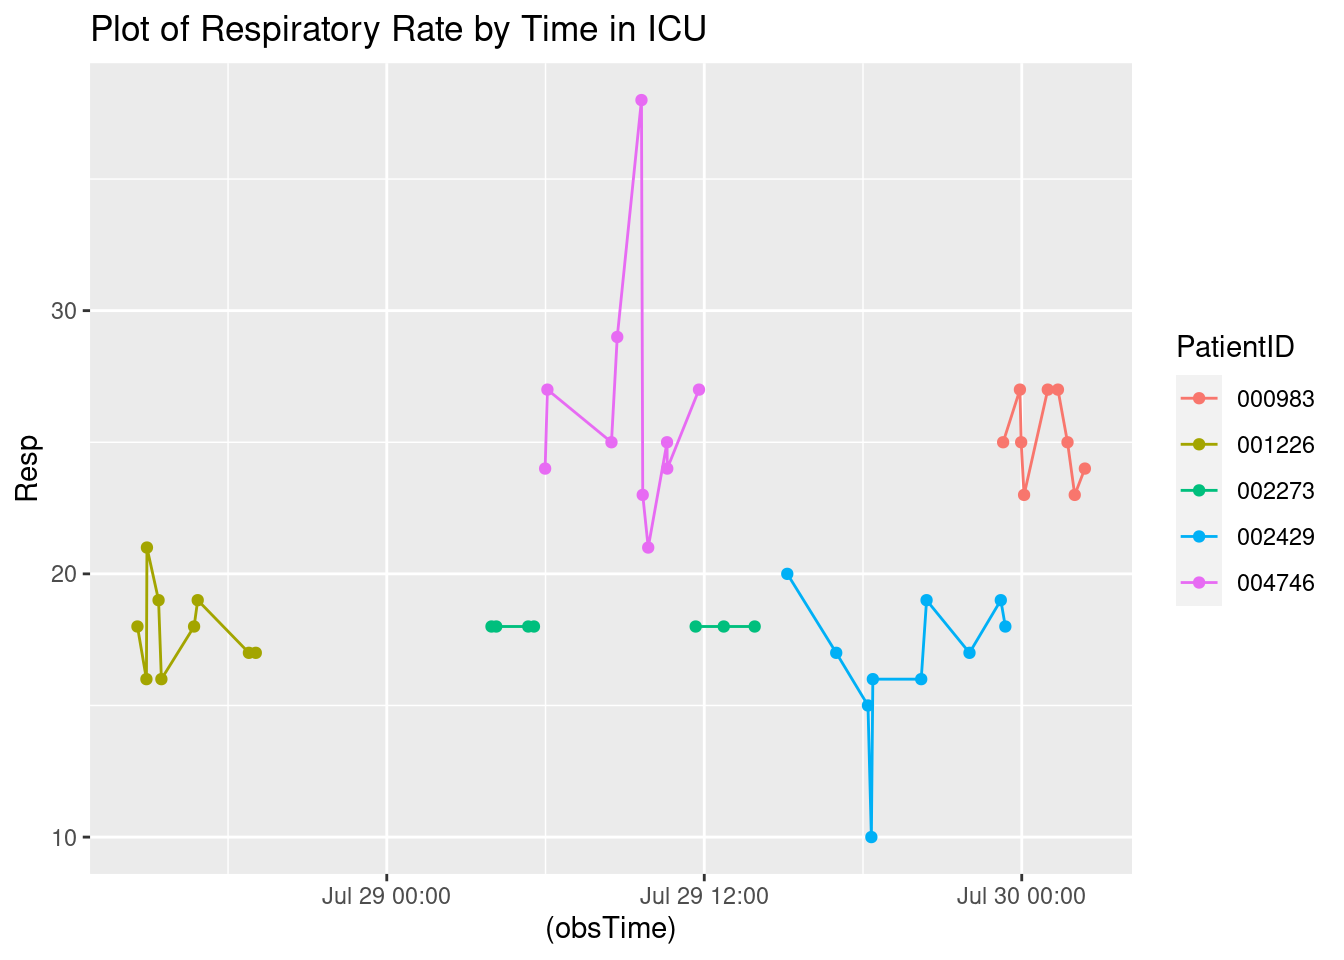 Plot of Respiratory Rate by Time in ICU
Resp
30
20
10
Jul 29 00:00
Jul 29 12:00
Jul 30 00:00
(obsTime)
PatientID
000983
001226
002273
002429
004746